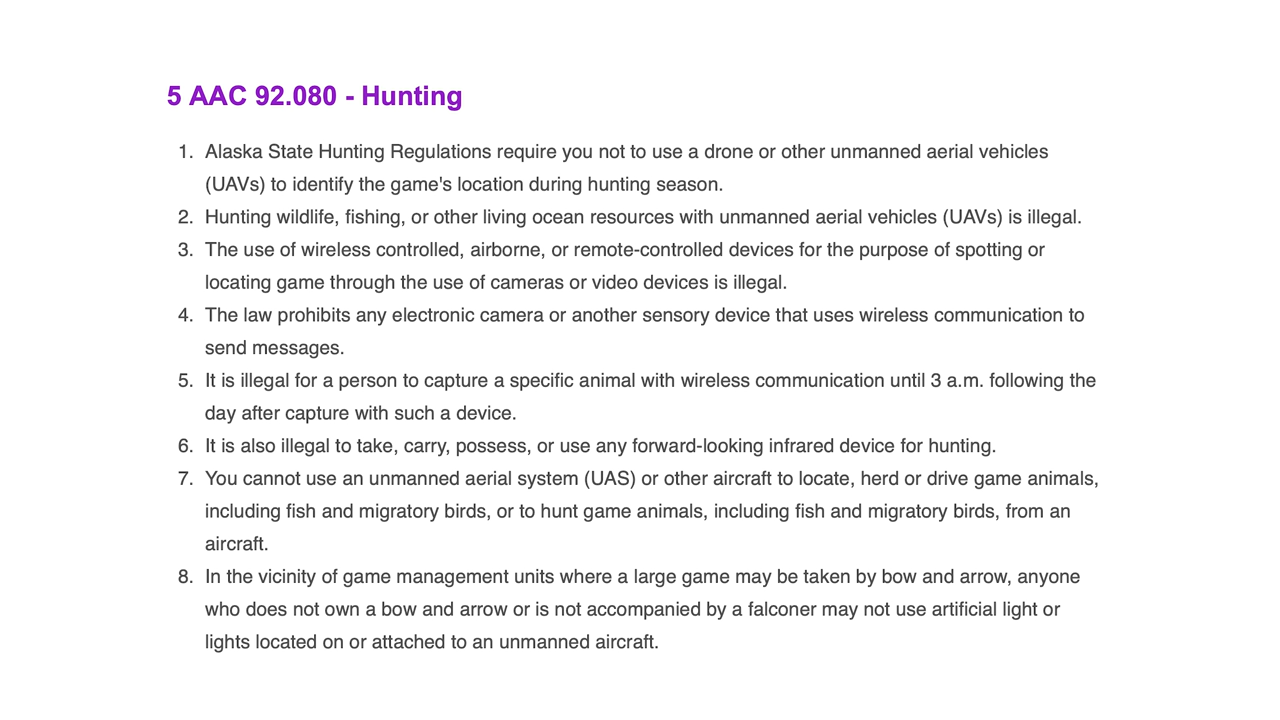 5 AAC 92.080 - Hunting
1. Alaska State Hunting Regulations require you not to use a drone or other unmanned aerial vehicles
(UAVs) to identify the game's location during hunting season.
2. Hunting wildlife, fishing, or other living ocean resources with unmanned aerial vehicles (UAVs) is illegal.
3. The use of wireless controlled, airborne, or remote-controlled devices for the purpose of spotting or
locating game through the use of cameras or video devices is illegal.
4. The law prohibits any electronic camera or another sensory device that uses wireless communication to
send messages.
5. It is illegal for a person to capture a specific animal with wireless communication until 3 a.m. following the
day after capture with such a device.
6. It is also illegal to take, carry, possess, or use any forward-looking infrared device for hunting.
7. You cannot use an unmanned aerial system (UAS) or other aircraft to locate, herd or drive game animals,
including fish and migratory birds, or to hunt game animals, including fish and migratory birds, from an
aircraft.
8. In the vicinity of game management units where a large game may be taken by bow and arrow, anyone
who does not own a bow and arrow or is not accompanied by a falconer may not use artificial light or
lights located on or attached to an unmanned aircraft.